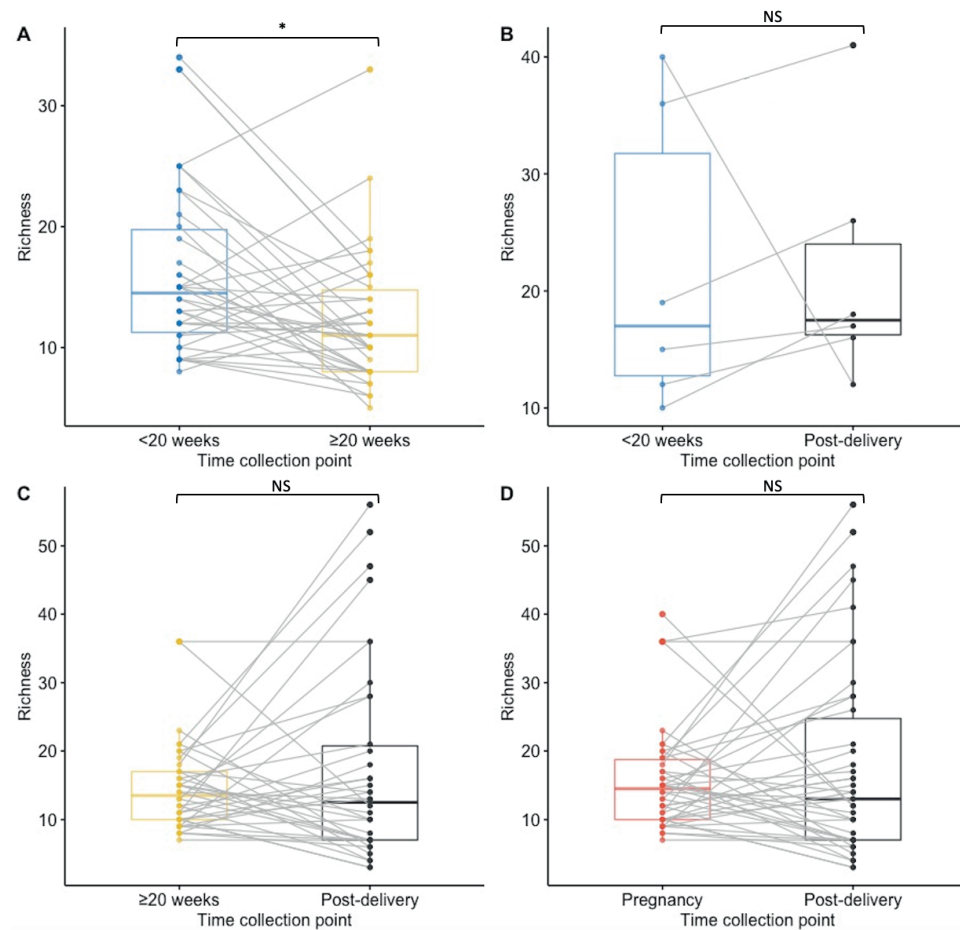 A
*
Richness
30
20
10
<20 weeks
≥20 weeks
Time collection point
B
NS
Richness
40
30
20
10
<20 weeks
Post-delivery
Time collection point
C
NS
Richness
50
40
30
20
10
≥20 weeks
Post-delivery
Time collection point
D
NS
Richness
50
40
30
20
10
Pregnancy
Post-delivery
Time collection point